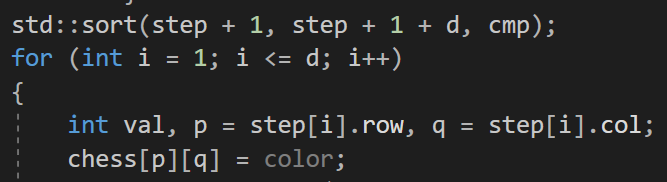 std::sort(step + 1, step + 1 + d, cmp);
for (int i = 1; i <= d; i++)
{
int val, p = step[i].row, q = step[i].col;
chess[p][q] = color;